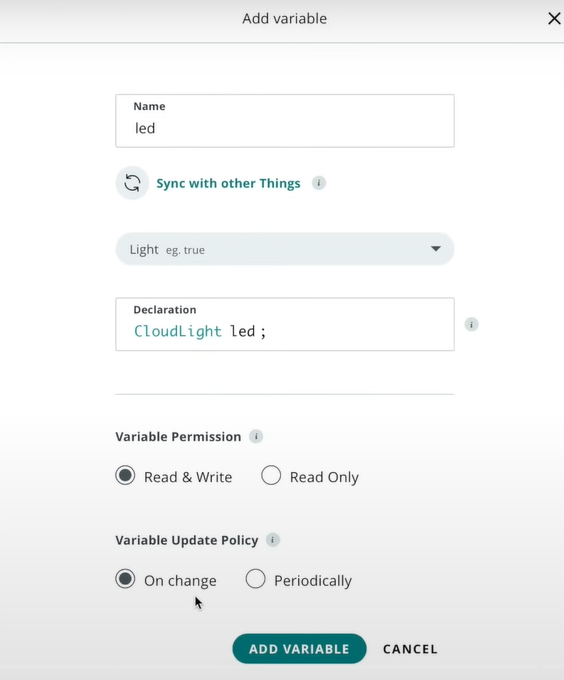 Add variable
Name
led
Sync with other Things i
Light eg. true
Declaration
CloudLight led ;
i
Variable Permission i
Read & Write Read Only
Variable Update Policy i
On change Periodically
ADD VARIABLE CANCEL